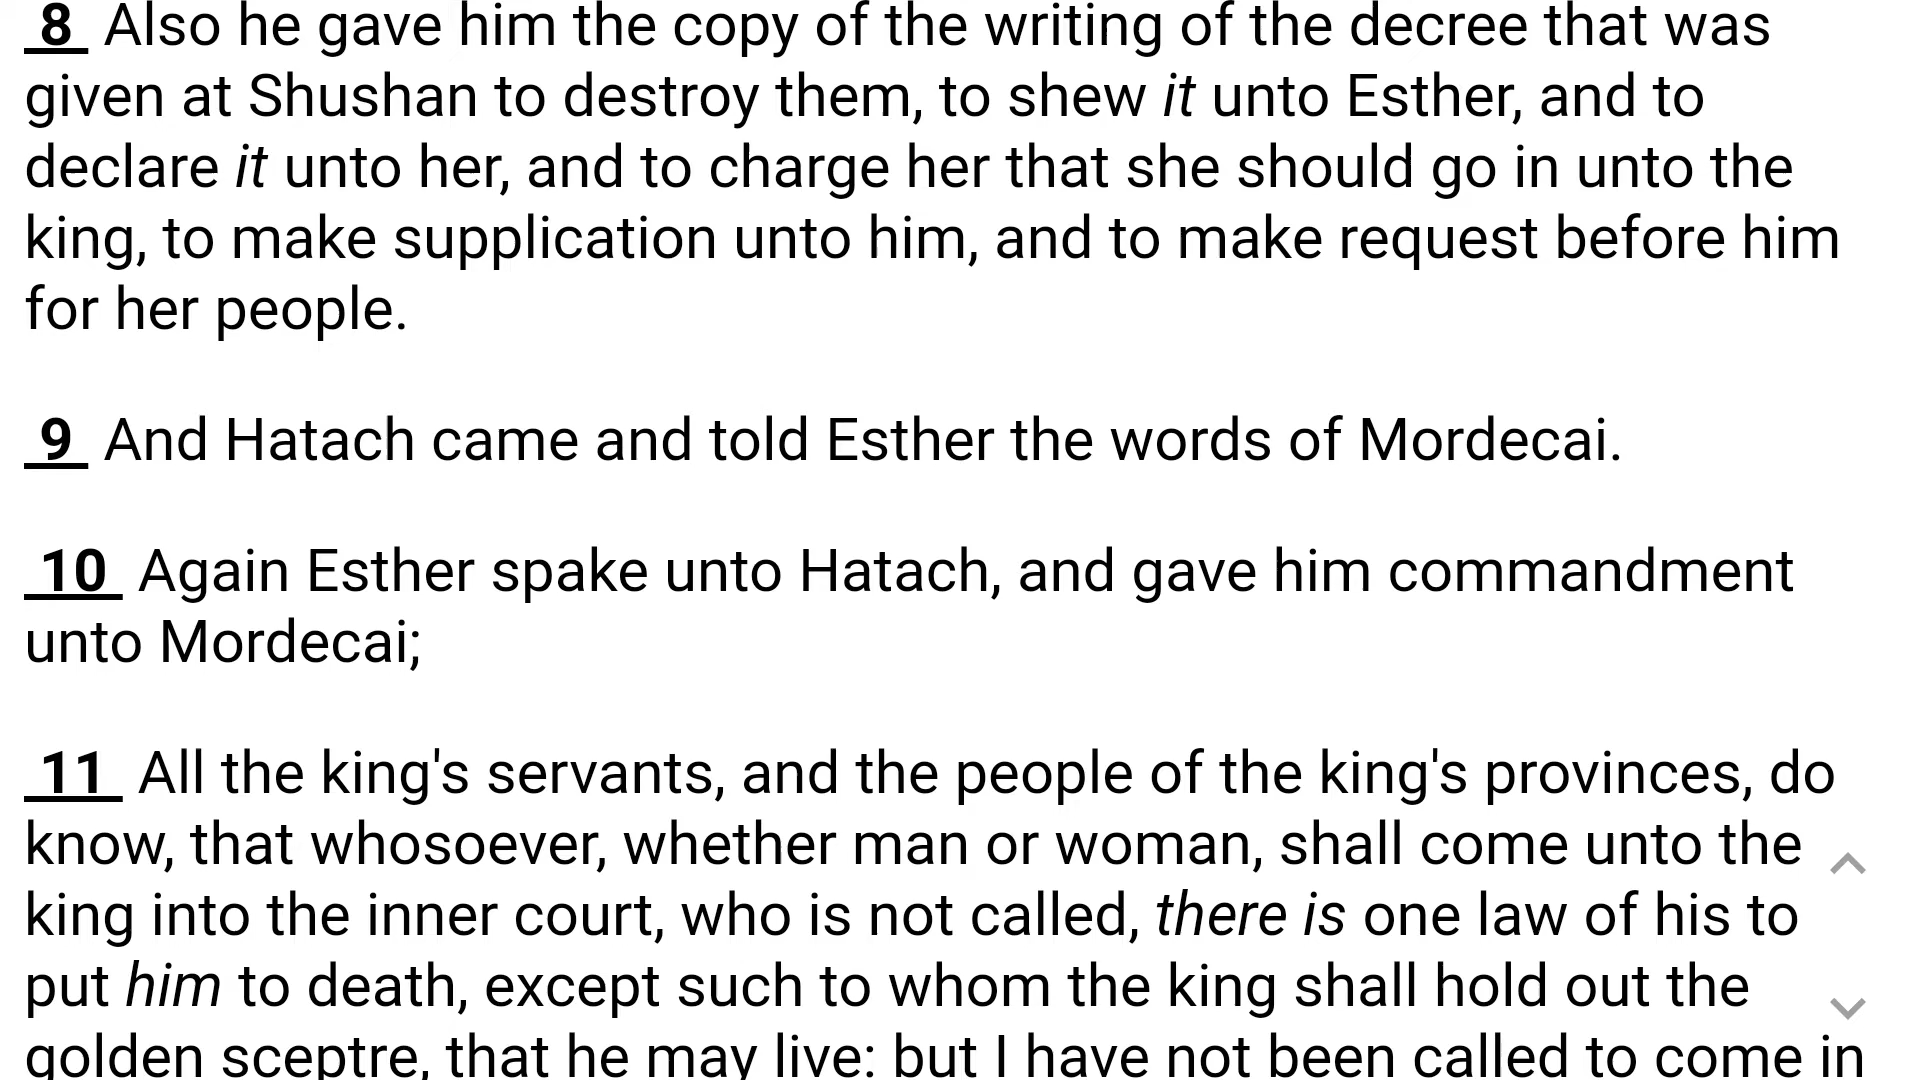 8 Also he gave him the copy of the writing of the decree that was
given at Shushan to destroy them, to shew it unto Esther, and to
declare it unto her, and to charge her that she should go in unto the
king, to make supplication unto him, and to make request before him
for her people.
9 And Hatach came and told Esther the words of Mordecai.
10 Again Esther spake unto Hatach, and gave him commandment
unto Mordecai;
11 All the king's servants, and the people of the king's provinces, do
know, that whosoever, whether man or woman, shall come unto the
king into the inner court, who is not called, there is one law of his to
put him to death, except such to whom the king shall hold out the
golden sceptre, that he may live: but I have not been called to come in